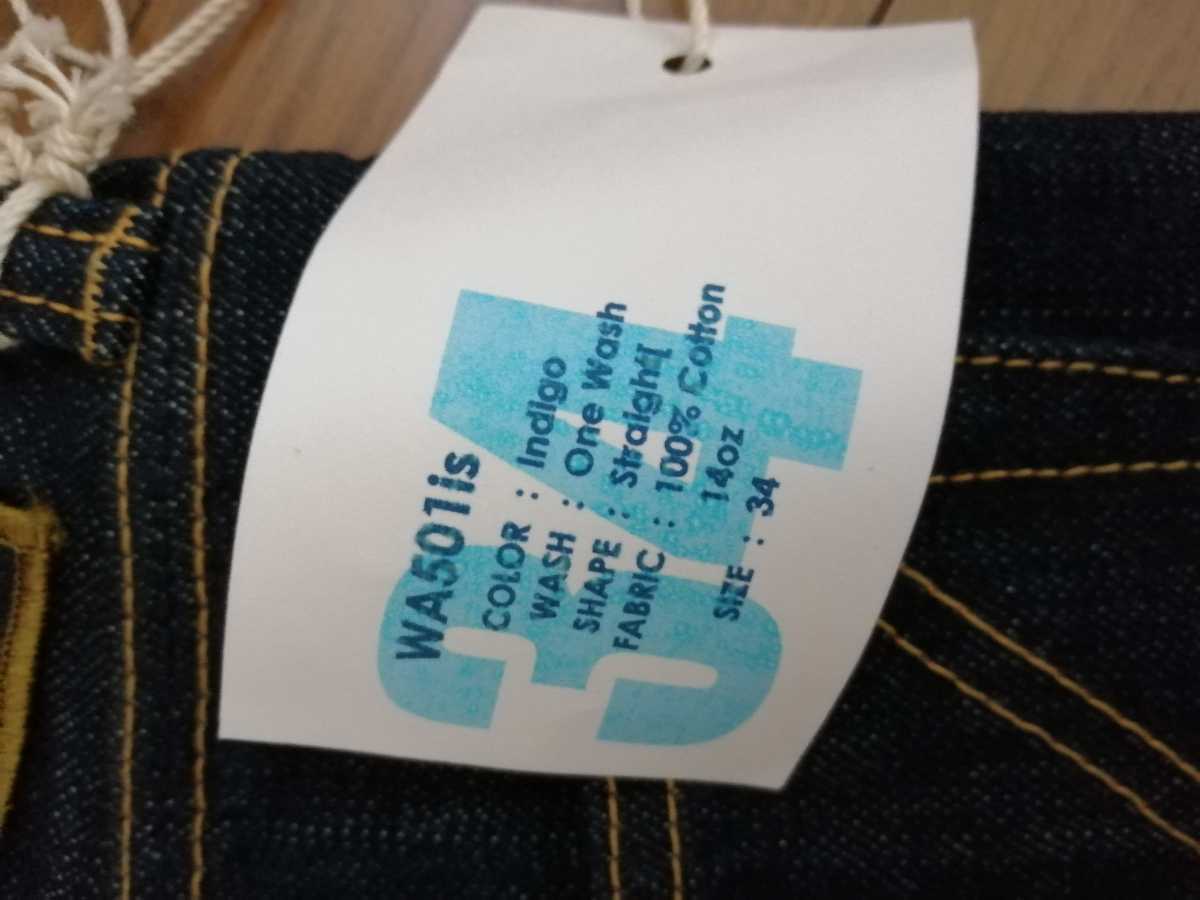 34
WA501is
COLOR : Indigo
WASH : One Wash
SHAPE : Straight[
FABRIC : 100% Cotton
14oz
SIZE : 34